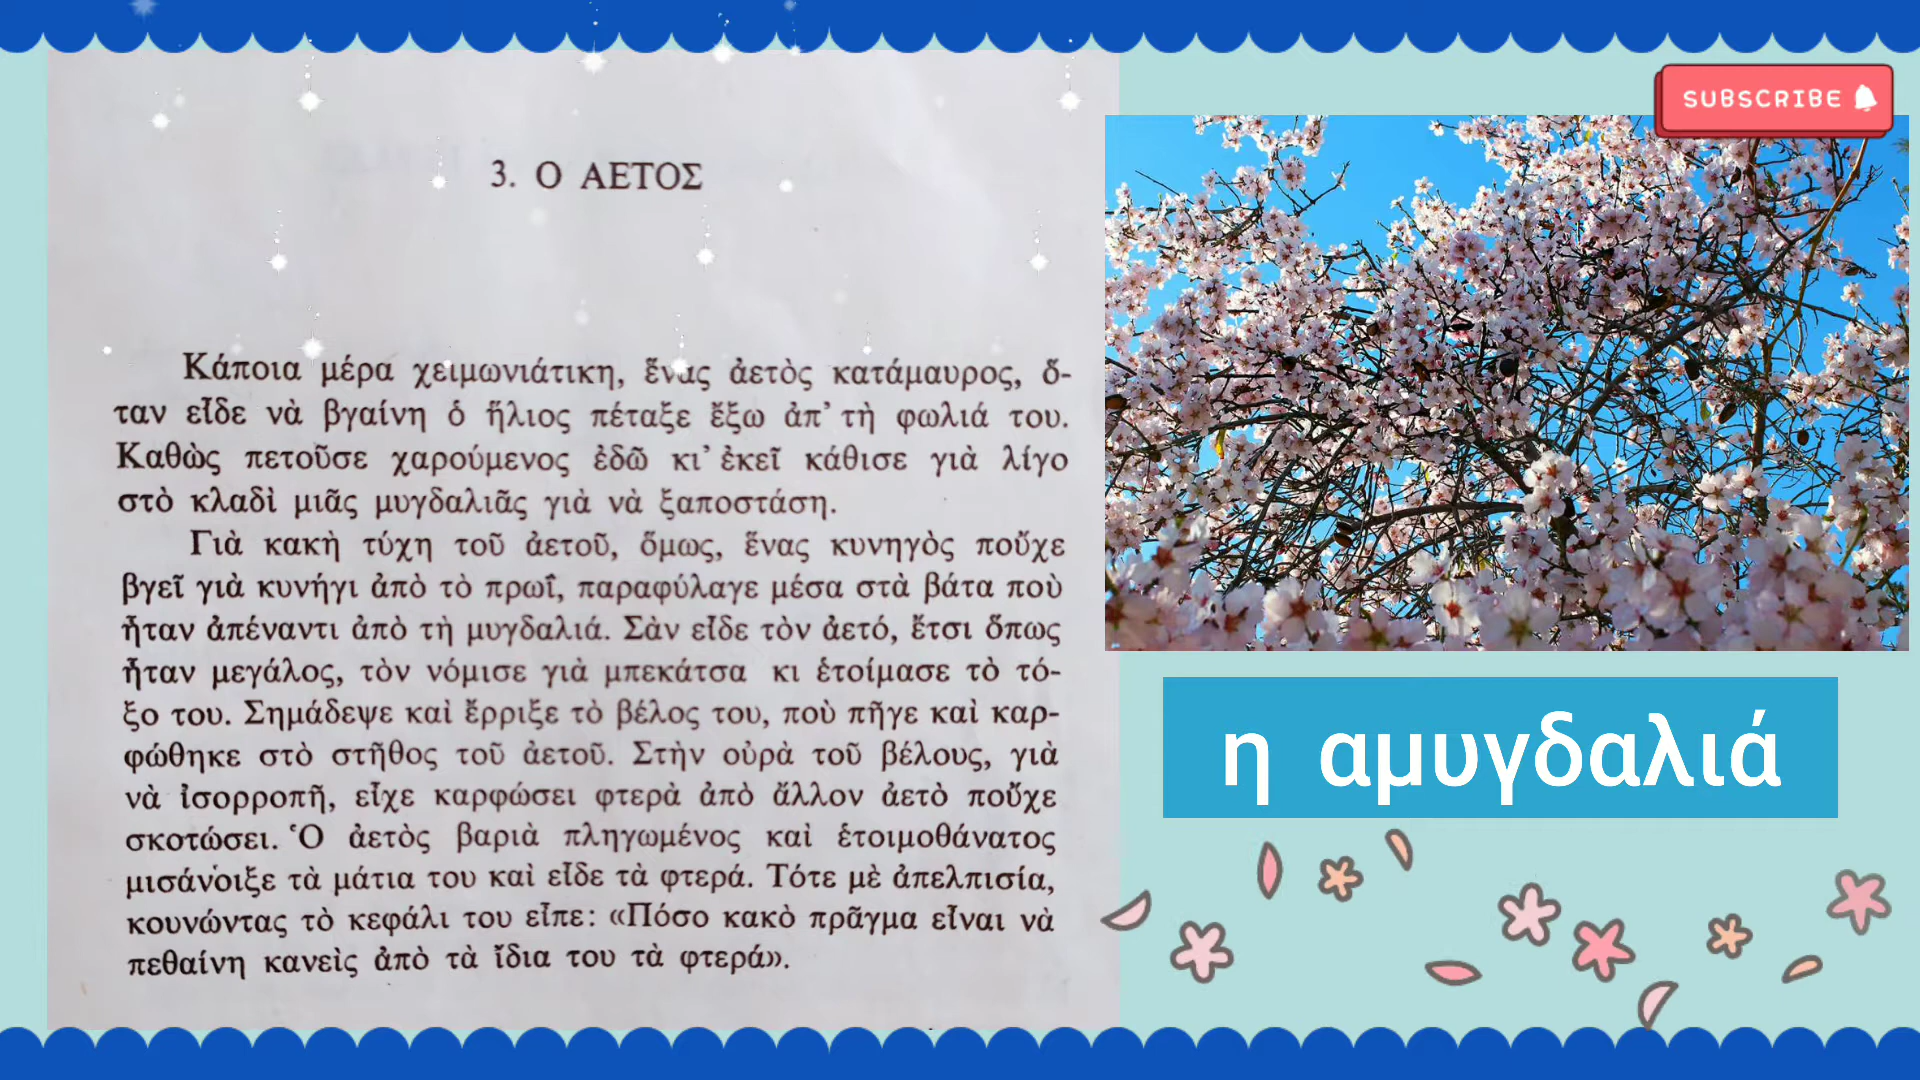 3. Ο ΑΕΤΟΣ
Κάποια μέρα χειμωνιάτικη, ἕνας ἀετὸς κατάμαυρος, ὅ-
ταν εἶδε νὰ βγαίνη ὁ ἥλιος πέταξε ἔξω ἀπ’ τὴ φωλιά του.
Καθὼς πετοῦσε χαρούμενος ἐδῶ κι’ ἐκεῖ κάθισε γιὰ λίγο
στὸ κλαδὶ μιᾶς μυγδαλιᾶς γιὰ νὰ ξαποστάση.
Γιὰ κακὴ τύχη τοῦ ἀετοῦ, ὅμως, ἕνας κυνηγὸς ποὔχε
βγεῖ γιὰ κυνήγι ἀπὸ τὸ πρωΐ, παραφύλαγε μέσα στὰ βάτα ποὺ
ἦταν ἀπέναντι ἀπὸ τὴ μυγδαλιά. Σὰν εἶδε τὸν ἀετό, ἔτσι ὅπως
ἦταν μεγάλος, τὸν νόμισε γιὰ μπεκάτσα κι ἑτοίμασε τὸ τό-
ξο του. Σημάδεψε καὶ ἔρριξε τὸ βέλος του, ποὺ πῆγε καὶ καρ-
φώθηκε στὸ στῆθος τοῦ ἀετοῦ. Στὴν οὐρὰ τοῦ βέλους, γιὰ
νὰ ἰσορροπῆ, εἶχε καρφώσει φτερὰ ἀπὸ ἄλλον ἀετὸ ποὔχε
σκοτώσει. Ὁ ἀετὸς βαριὰ πληγωμένος καὶ ἑτοιμοθάνατος
μισάνοιξε τὰ μάτια του καὶ εἶδε τὰ φτερά. Τότε μὲ ἀπελπισία,
κουνώντας τὸ κεφάλι του εἶπε: «Πόσο κακὸ πρᾶγμα εἶναι νὰ
πεθαίνη κανεὶς ἀπὸ τὰ ἴδια του τὰ φτερά».
SUBSCRIBE
η αμυγδαλιά